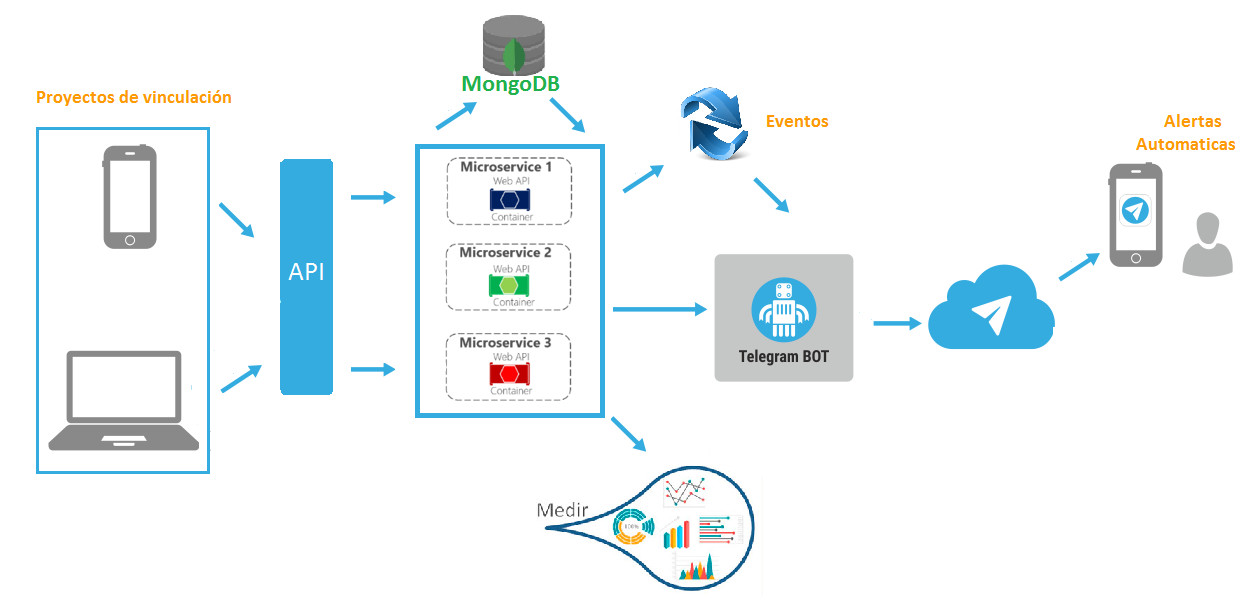 MongoDB
Proyectos de vinculación
Eventos
Alertas
Automaticas
API
Microservice 1
Web API
Container
Microservice 2
Web API
Container
Microservice 3
Web API
Container
Telegram BOT
Medir
100%